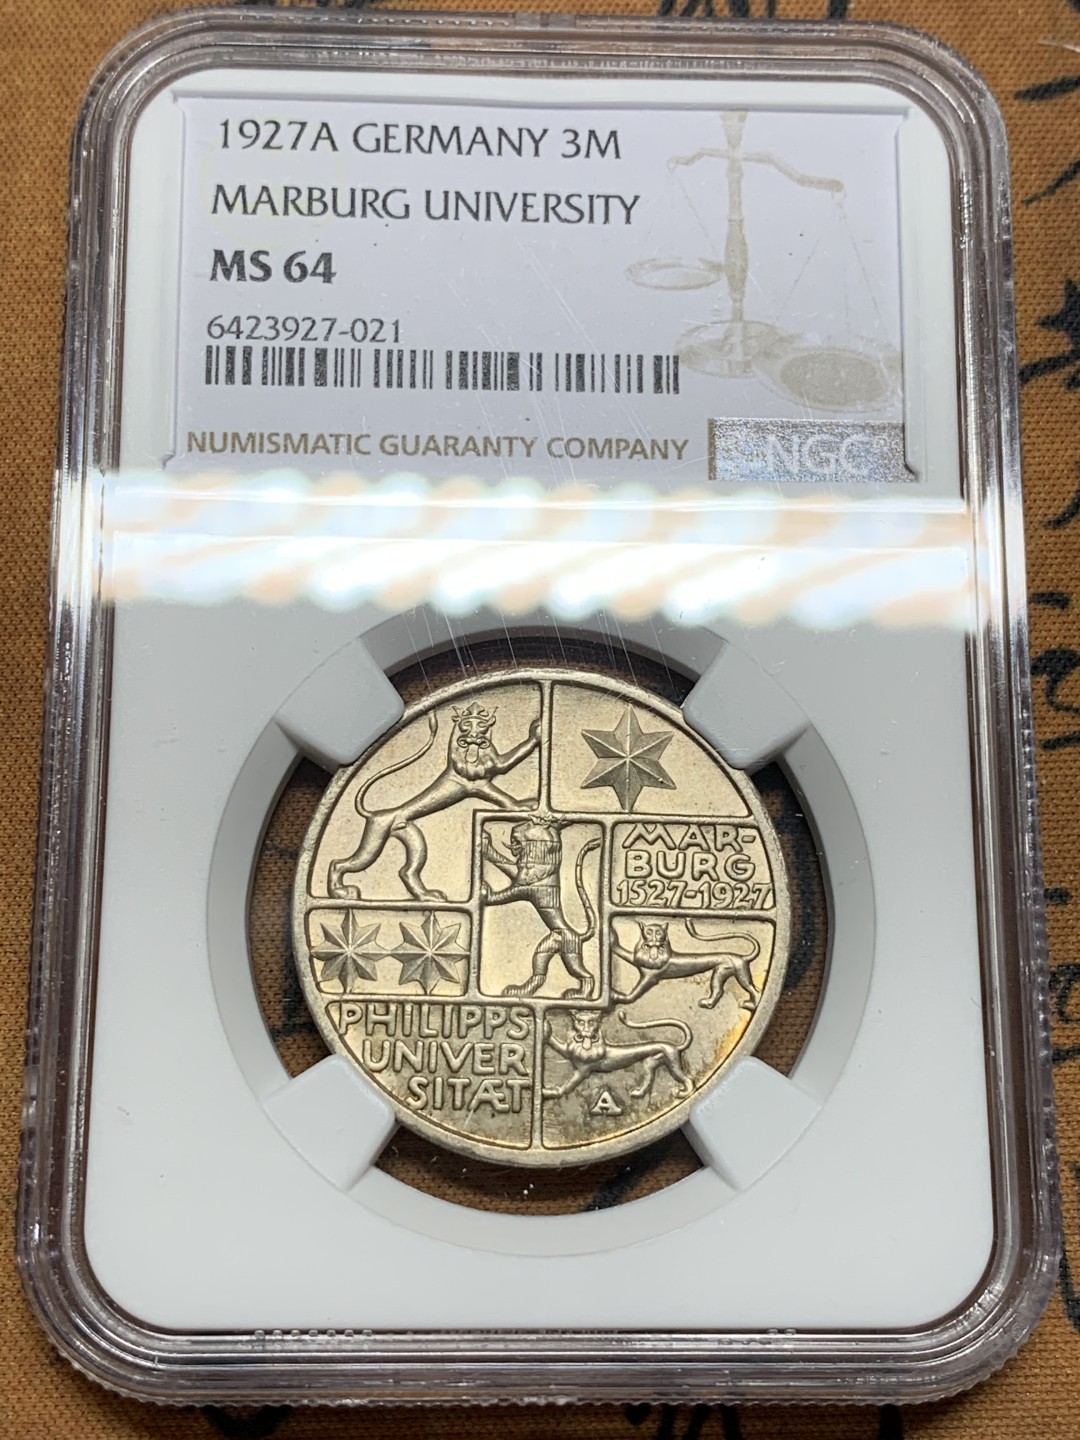 1927A GERMANY 3M
MARBURG UNIVERSITY
MS 64
6423927-021
NUMISMATIC GUARANTY COMPANY
NGC
MAR-
BURG
1527-1927
PHILIPPS
UNIVER
SITÆT
A